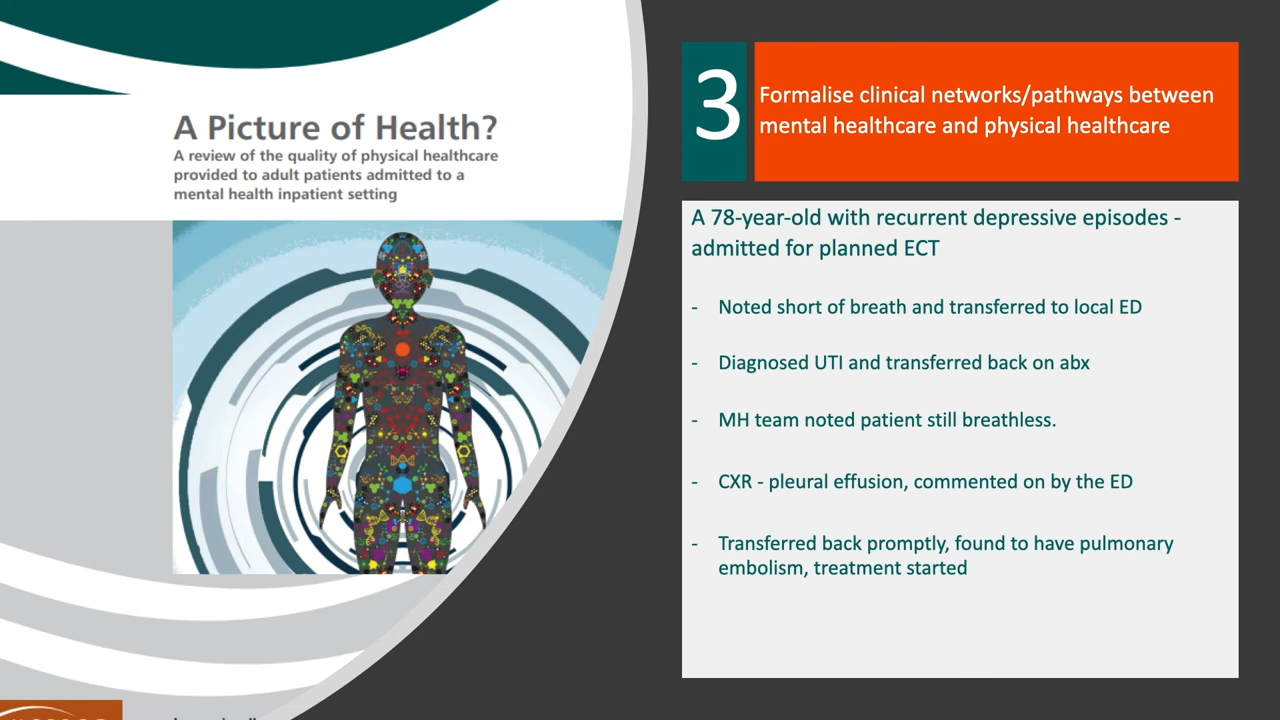 A Picture of Health?
A review of the quality of physical healthcare
provided to adult patients admitted to a
mental health inpatient setting
3
Formalise clinical networks/pathways between
mental healthcare and physical healthcare
A 78-year-old with recurrent depressive episodes -
admitted for planned ECT
- Noted short of breath and transferred to local ED
- Diagnosed UTI and transferred back on abx
- MH team noted patient still breathless.
- CXR - pleural effusion, commented on by the ED
- Transferred back promptly, found to have pulmonary
embolism, treatment started